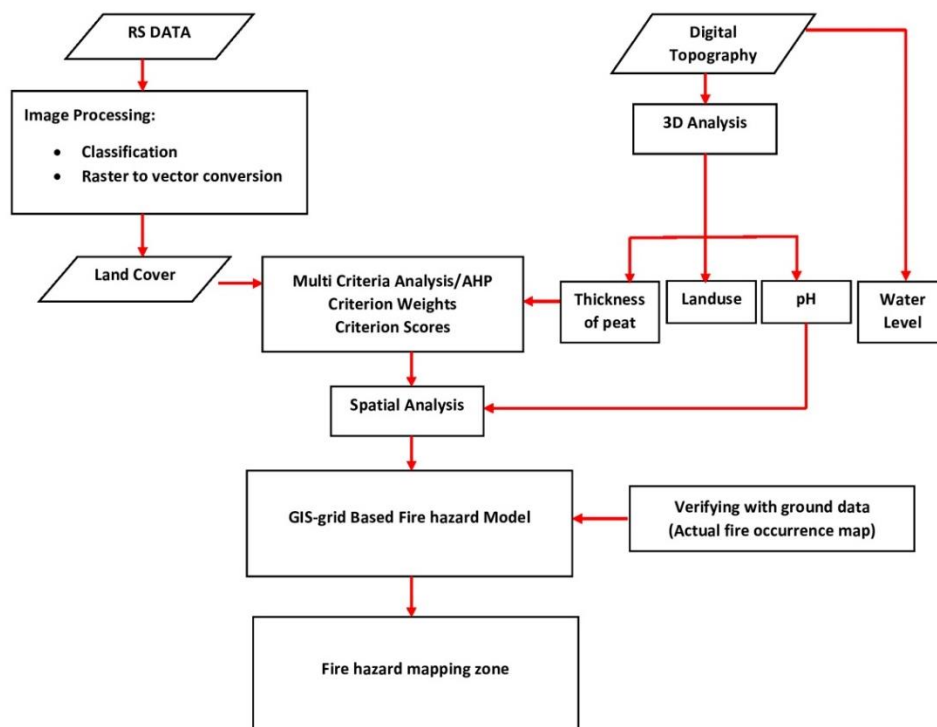 RS DATA
Digital
Topography
Image Processing:
• Classification
• Raster to vector conversion
3D Analysis
Land Cover
Multi Criteria Analysis/AHP
Criterion Weights
Criterion Scores
Thickness
of peat
Landuse
pH
Water
Level
Spatial Analysis
GIS-grid Based Fire hazard Model
Verifying with ground data
(Actual fire occurrence map)
Fire hazard mapping zone